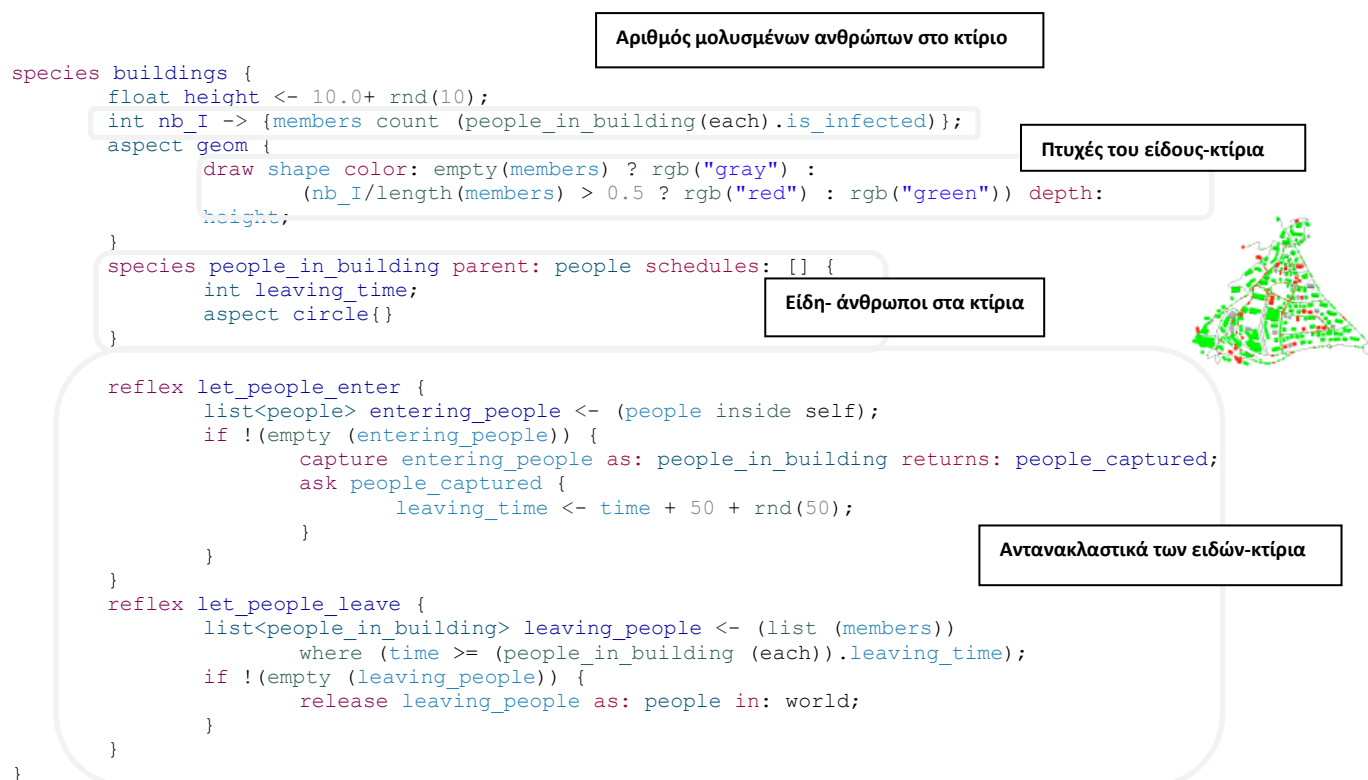 Αριθμός μολυσμένων ανθρώπων στο κτίριο
species buildings {
float height <- 10.0+ rnd(10);
int nb_I -> {members count (people_in_building(each).is_infected)};
aspect geom {
Πτυχές του είδους-κτίρια
draw shape color: empty(members) ? rgb("gray") :
(nb_I/length(members) > 0.5 ? rgb("red") : rgb("green")) depth:
height;
}
species people_in_building parent: people schedules: [] {
int leaving_time;
Είδη- άνθρωποι στα κτίρια
aspect circle{}
}
reflex let_people_enter {
list<people> entering_people <- (people inside self);
if !(empty (entering_people)) {
capture entering_people as: people_in_building returns: people_captured;
ask people_captured {
leaving_time <- time + 50 + rnd(50);
}
Αντανακλαστικά των ειδών-κτίρια
}
}
reflex let_people_leave {
list<people_in_building> leaving_people <- (list (members))
where (time >= (people_in_building (each)).leaving_time);
if !(empty (leaving_people)) {
release leaving_people as: people in: world;
}
}
}